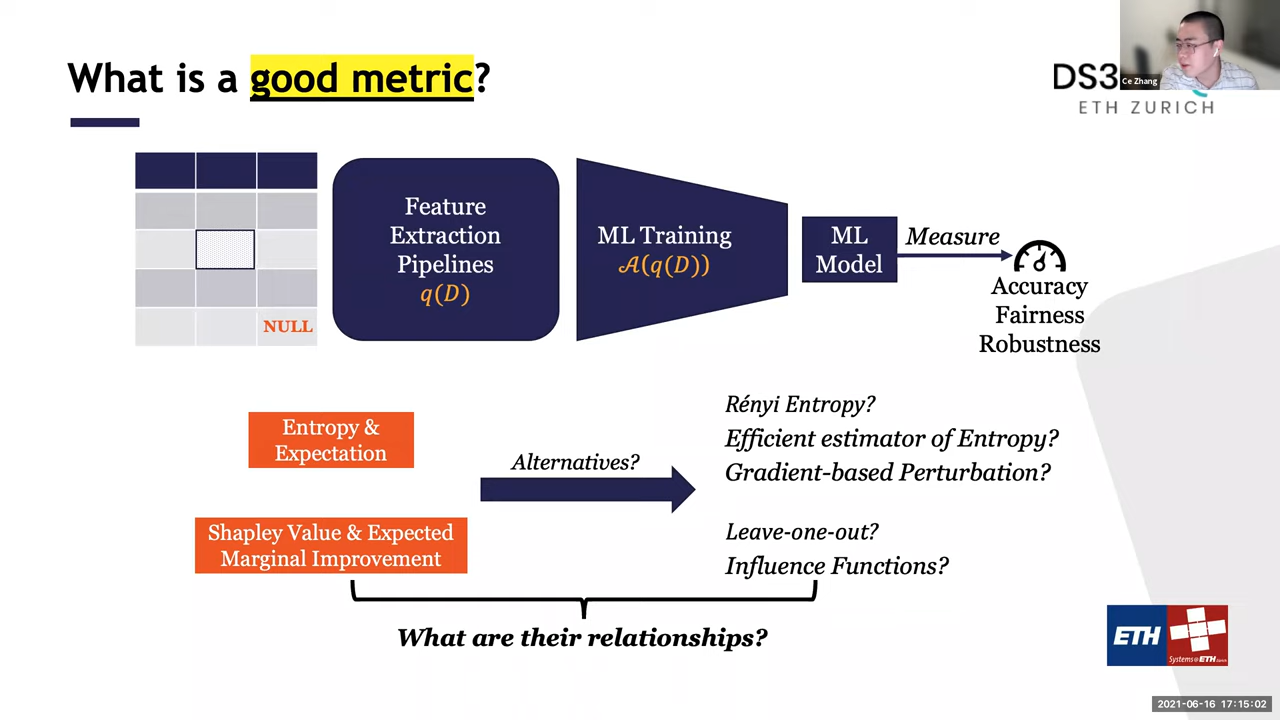 What is a good metric?
DS3
ETH ZURICH
Ce Zhang
Feature
Extraction
Pipelines
q(D)
ML Training
𝒜(q(D))
ML
Model
Measure
Accuracy
Fairness
Robustness
NULL
Entropy &
Expectation
Alternatives?
Rényi Entropy?
Efficient estimator of Entropy?
Gradient-based Perturbation?
Shapley Value & Expected
Marginal Improvement
Leave-one-out?
Influence Functions?
What are their relationships?
ETH
Systems@ETH
2021-06-16 17:15:02